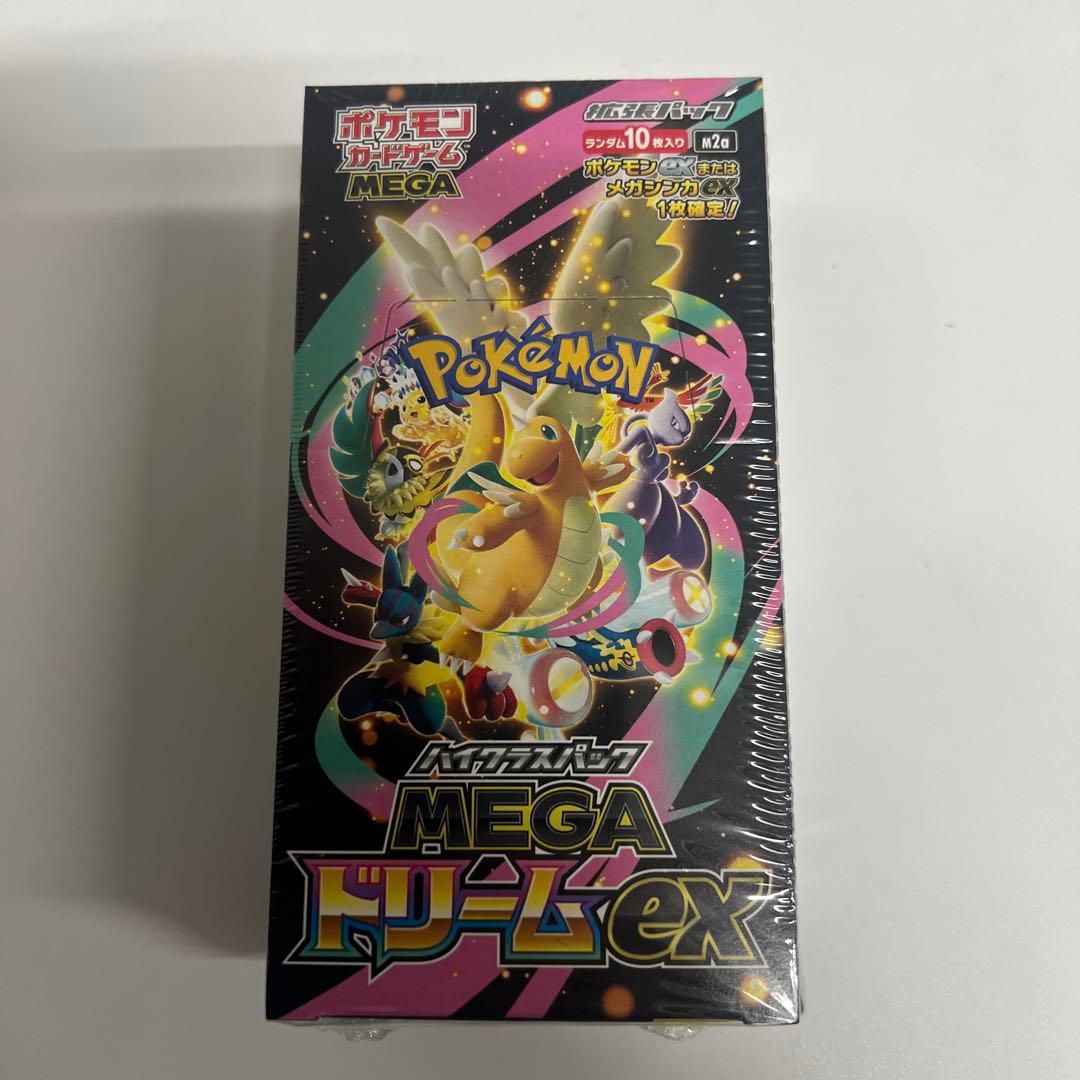 ポケモン
カードゲーム
MEGA
拡張パック
ランダム10枚入り M2a
ポケモンexまたは
メガシンカex
1枚確定!
POKéMON
TM
ハイクラスパック
MEGA
ドリームex